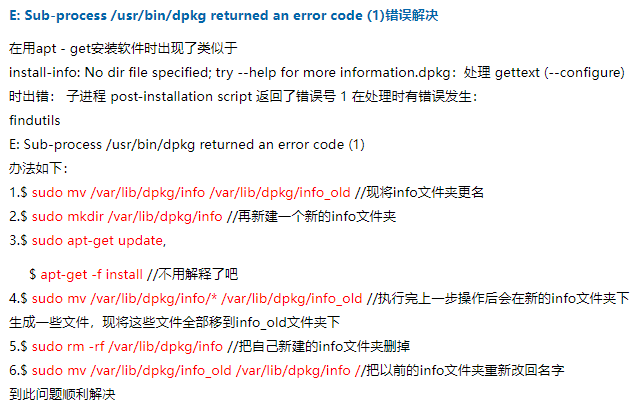 E: Sub-process /usr/bin/dpkg returned an error code (1)错误解决
在用apt - get安装软件时出现了类似于
install-info: No dir file specified; try --help for more information.dpkg：处理 gettext (--configure)
时出错： 子进程 post-installation script 返回了错误号 1 在处理时有错误发生：
findutils
E: Sub-process /usr/bin/dpkg returned an error code (1)
办法如下：
1.$ sudo mv /var/lib/dpkg/info /var/lib/dpkg/info_old //现将info文件夹更名
2.$ sudo mkdir /var/lib/dpkg/info //再新建一个新的info文件夹
3.$ sudo apt-get update,
$ apt-get -f install //不用解释了吧
4.$ sudo mv /var/lib/dpkg/info/* /var/lib/dpkg/info_old //执行完上一步操作后会在新的info文件夹下
生成一些文件，现将这些文件全部移到info_old文件夹下
5.$ sudo rm -rf /var/lib/dpkg/info //把自己新建的info文件夹删掉
6.$ sudo mv /var/lib/dpkg/info_old /var/lib/dpkg/info //把以前的info文件夹重新改回名字
到此问题顺利解决